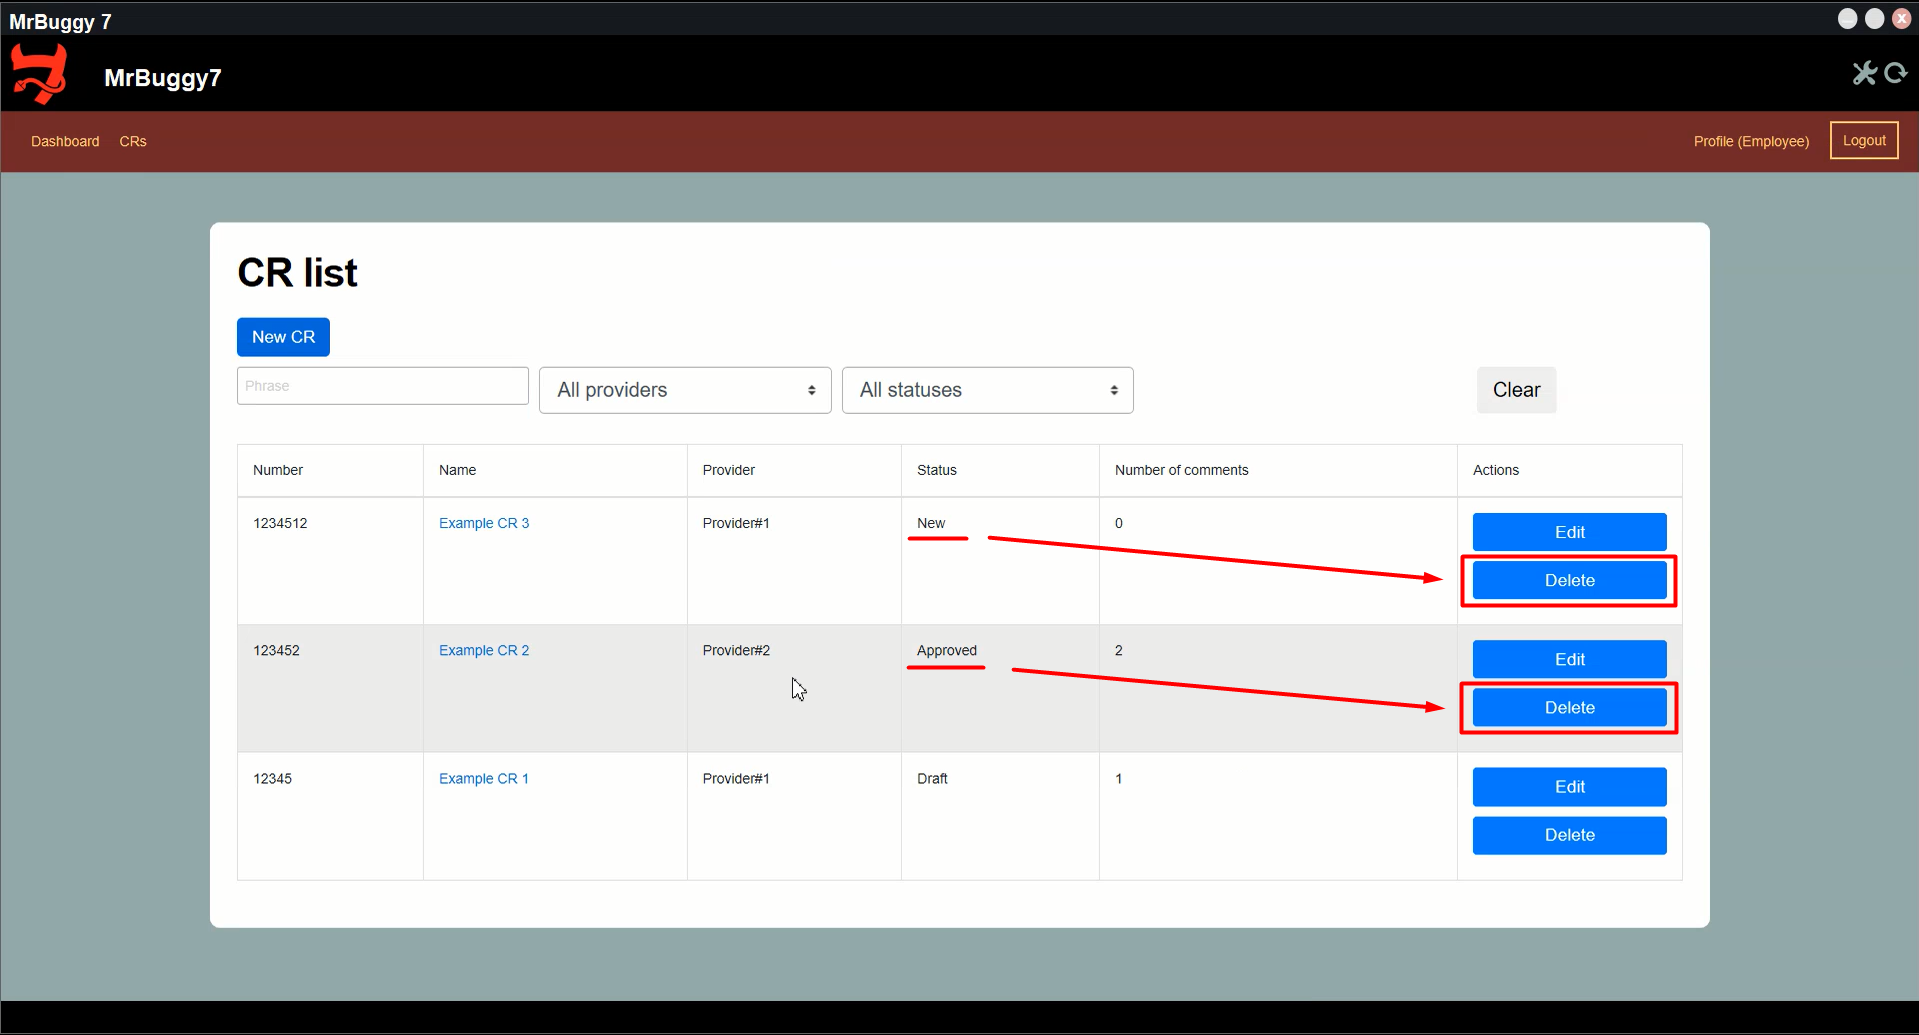 MrBuggy 7
MrBuggy7
Dashboard CRs Profile (Employee) Logout
CR list
New CR
Phrase All providers All statuses Clear
Number Name Provider Status Number of comments Actions
1234512 Example CR 3 Provider#1 New 0 Edit
Delete
123452 Example CR 2 Provider#2 Approved 2 Edit
Delete
12345 Example CR 1 Provider#1 Draft 1 Edit
Delete